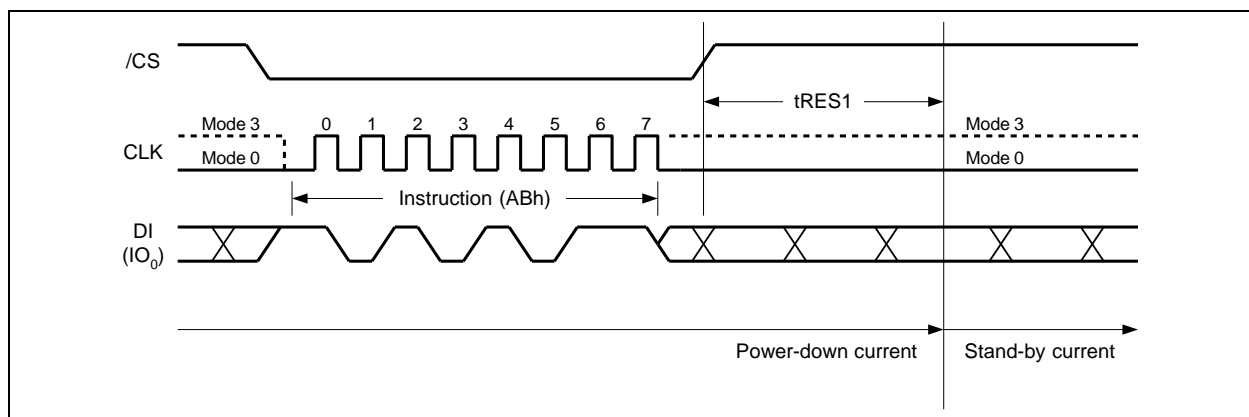 /CS
tRES1
Mode 3 0 1 2 3 4 5 6 7 Mode 3
CLK
Mode 0 Mode 0
Instruction (ABh)
DI
(IO0)
Power-down current Stand-by current